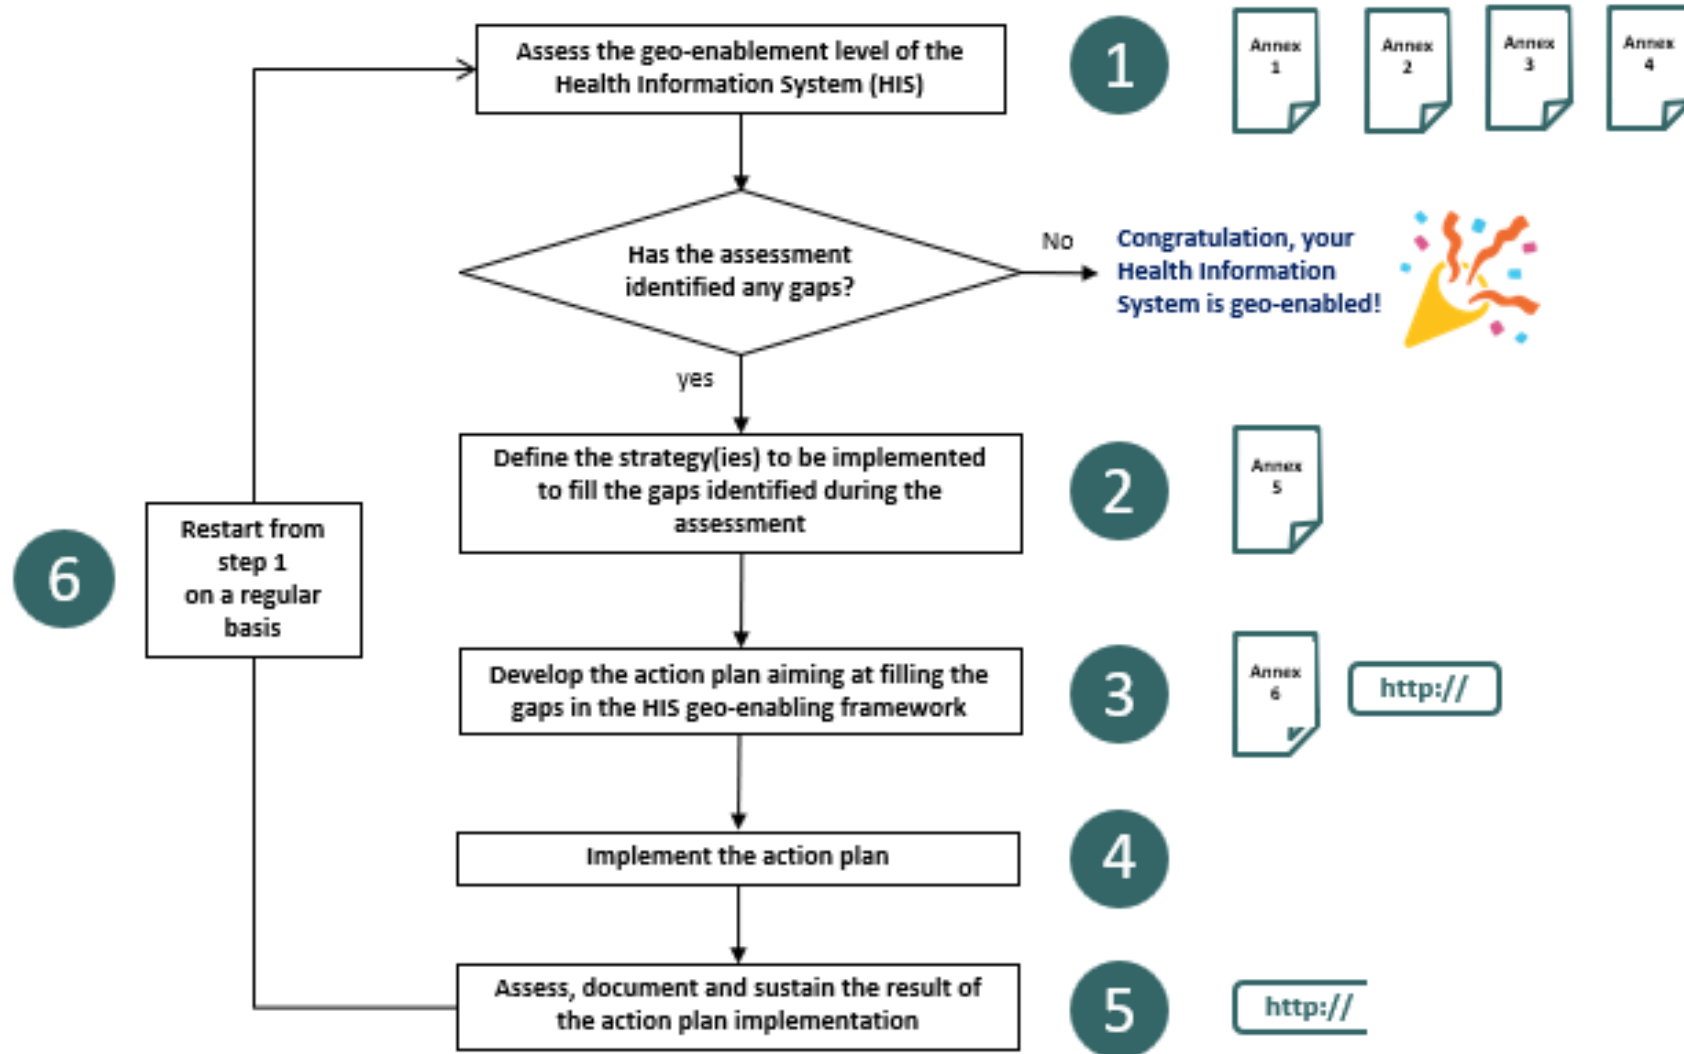 Assess the geo-enablement level of the
Health Information System (HIS)
1
Annex
1
Annex
2
Annex
3
Annex
4
Has the assessment
identified any gaps?
No
Congratulation, your
Health Information
System is geo-enabled!
yes
Define the strategy(ies) to be implemented
to fill the gaps identified during the
assessment
2
Annex
5
6
Restart from
step 1
on a regular
basis
Develop the action plan aiming at filling the
gaps in the HIS geo-enabling framework
3
Annex
6
http://
Implement the action plan
4
Assess, document and sustain the result of
the action plan implementation
5
http://